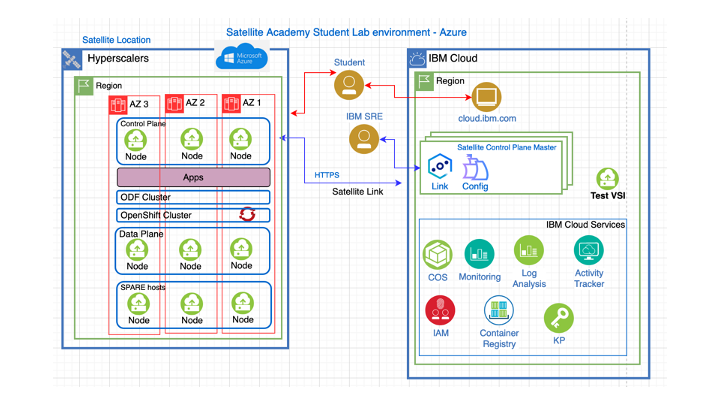 Satellite Academy Student Lab environment - Azure
Satellite Location
Hyperscalers
Microsoft
Azure
Region
AZ 3
AZ 2
AZ 1
Control Plane
Node
Node
Node
Apps
ODF Cluster
OpenShift Cluster
Data Plane
Node
Node
Node
SPARE hosts
Node
Node
Node
Student
IBM SRE
HTTPS
Satellite Link
IBM Cloud
Region
cloud.ibm.com
Satellite Control Plane Master
Link
Config
Test VSI
IBM Cloud Services
COS
Monitoring
Log
Analysis
Activity
Tracker
IAM
Container
Registry
KP